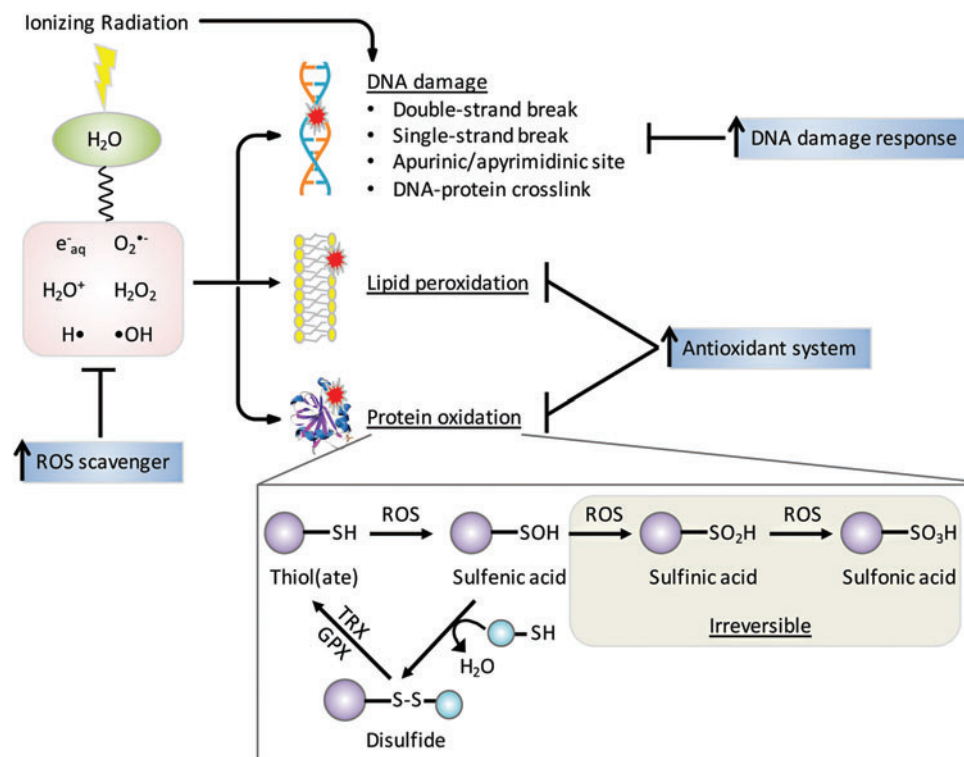 Ionizing Radiation
H₂O
e⁻aq O₂•⁻
H₂O⁺ H₂O₂
H• •OH
ROS scavenger
DNA damage
• Double-strand break
• Single-strand break
• Apurinic/apyrimidinic site
• DNA-protein crosslink
DNA damage response
Lipid peroxidation
Antioxidant system
Protein oxidation
SH ROS SOH ROS SO₂H ROS SO₃H
Thiol(ate) Sulfenic acid Sulfinic acid Sulfonic acid
Irreversible
TRX
GPX
SH
H₂O
S-S
Disulfide